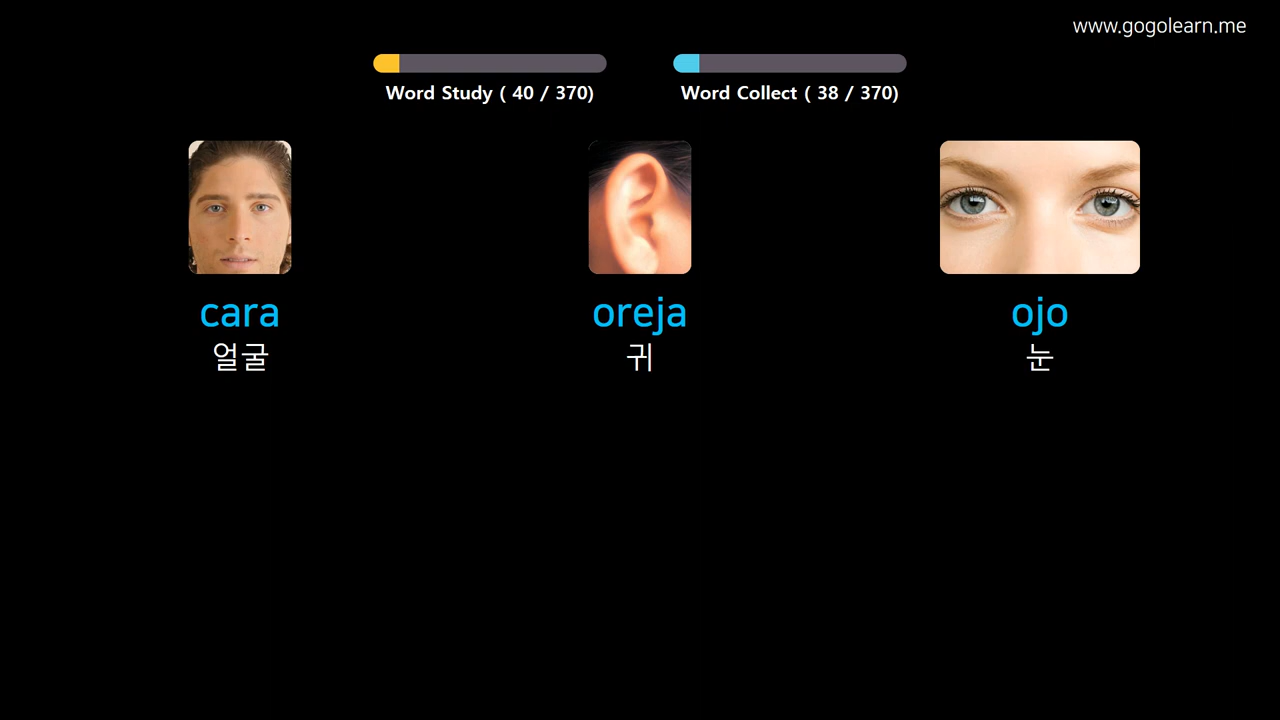 www.gogolearn.me
Word Study ( 40 / 370)
Word Collect ( 38 / 370)
cara
얼굴
oreja
귀
ojo
눈